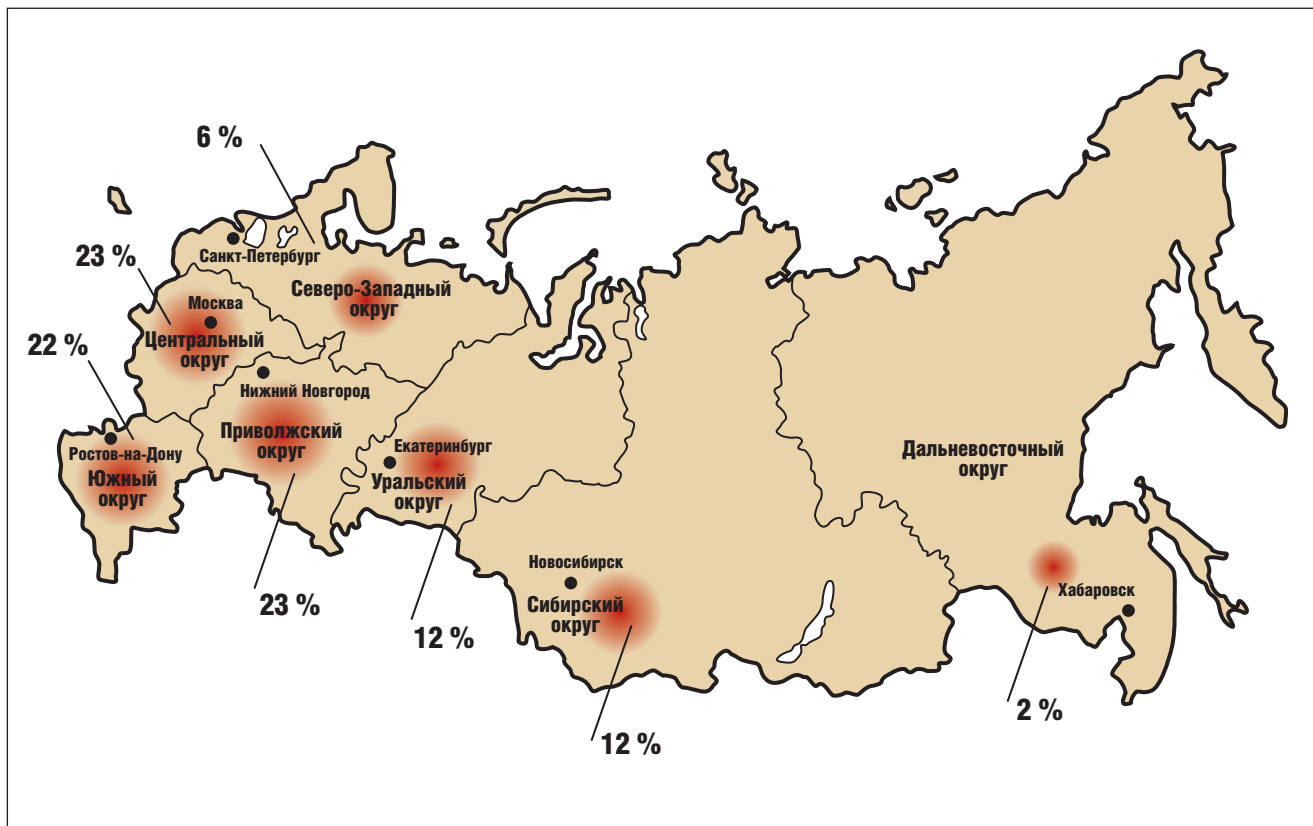 6 %
Санкт-Петербург
23 %
Северо-Западный
округ
Москва
Центральный
округ
22 %
Нижний Новгород
Приволжский
округ
Ростов-на-Дону
Южный
округ
Екатеринбург
Уральский
округ
Дальневосточный
округ
Новосибирск
Сибирский
округ
Хабаровск
23 %
12 %
12 %
2 %